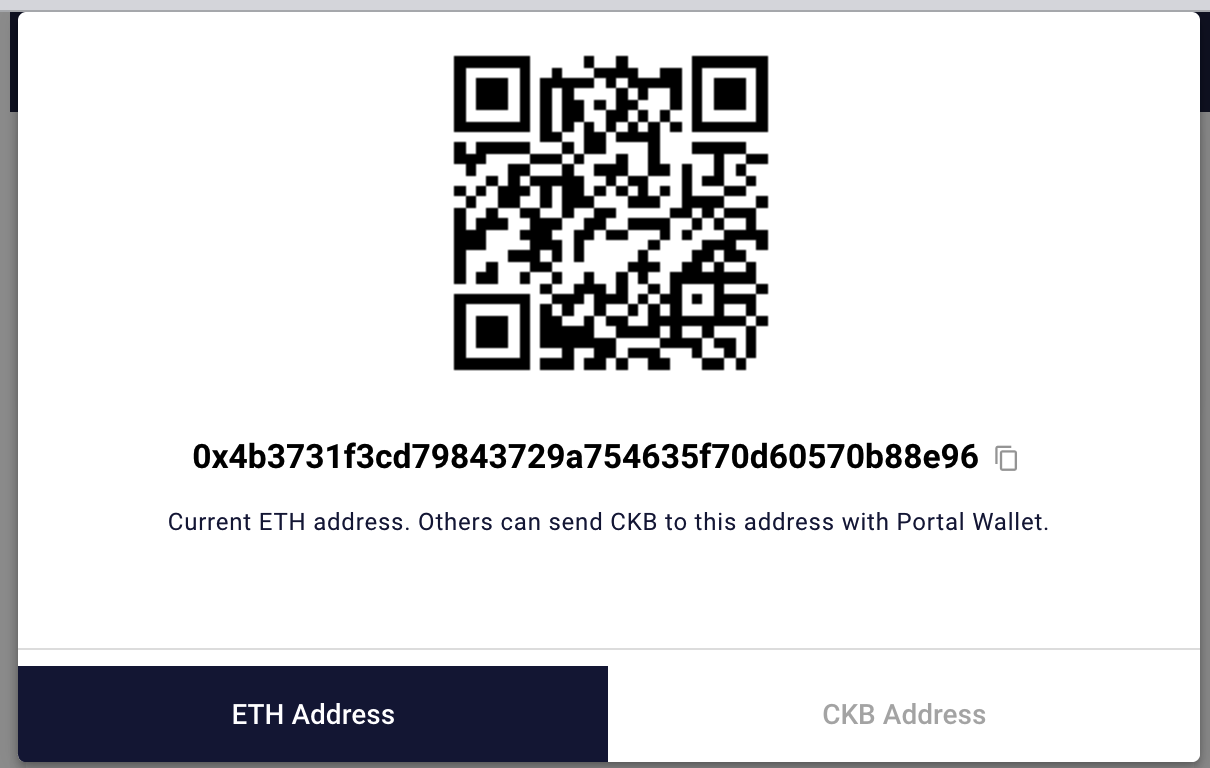 0x4b3731f3cd79843729a754635f70d60570b88e96
Current ETH address. Others can send CKB to this address with Portal Wallet.
ETH Address
CKB Address